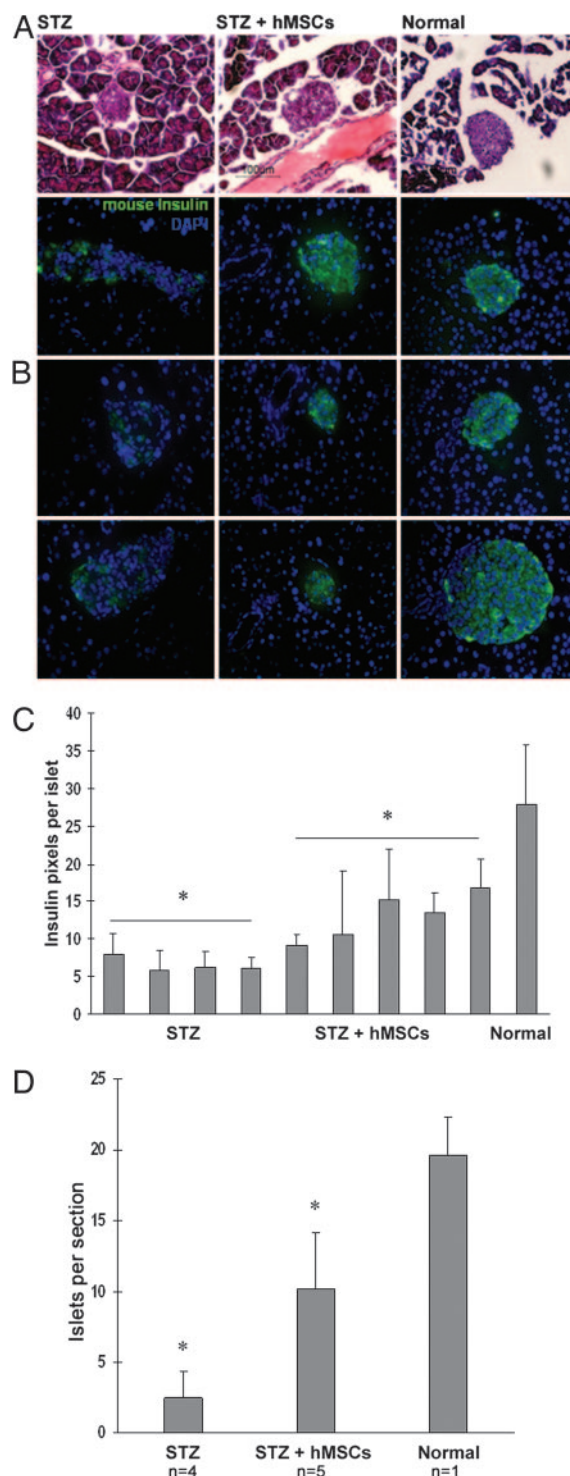 A
STZ STZ + hMSCs Normal
100um
mouse Insulin
DAPI
B
C
Insulin pixels per islet
40
35
30
25
20
15
10
5
0
*
*
STZ STZ + hMSCs Normal
D
Islets per section
25
20
15
10
5
0
*
*
STZ STZ + hMSCs Normal
n=4 n=5 n=1